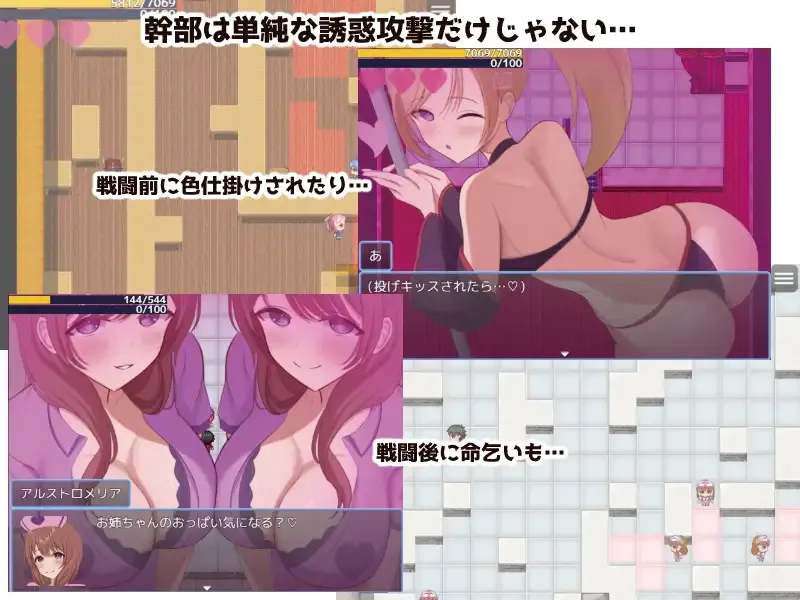 5812/7069
0/100
幹部は単純な誘惑攻撃だけじゃない…
7069/7069
0/100
戦闘前に色仕掛けされたり…
あ
(投げキッスされたら…♡)
144/544
0/100
戦闘後に命乞いも…
アルストロメリア
お姉ちゃんのおっぱい気になる？♡